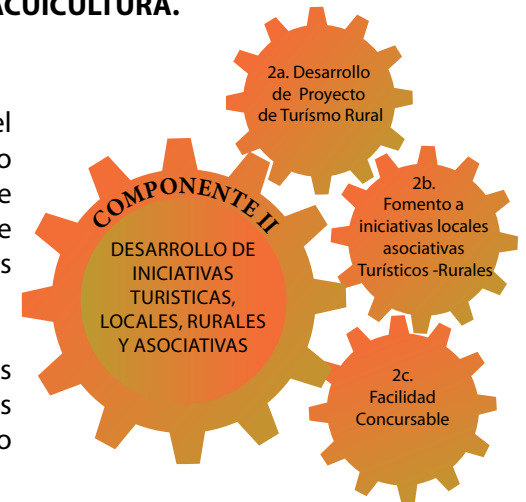 ACUICULTURA.
el
o
e
e
s
s
s
o
COMPONENTE II
DESARROLLO DE
INICIATIVAS
TURISTICAS,
LOCALES, RURALES
Y ASOCIATIVAS
2a. Desarrollo
de Proyecto
de Turísmo Rural
2b.
Fomento a
iniciativas locales
asociativas
Turísticos -Rurales
2c.
Facilidad
Concursable